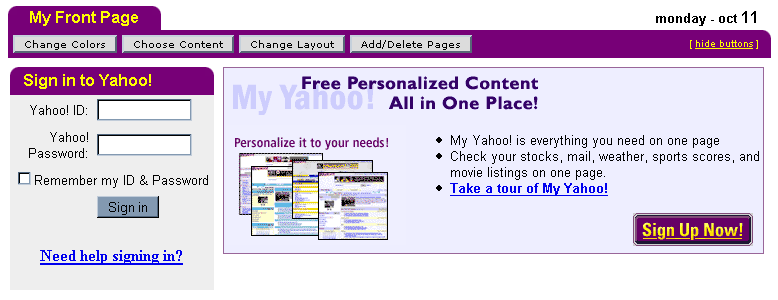 My Front Page
monday - oct 11
Change Colors Choose Content Change Layout Add/Delete Pages
[ hide buttons ]
Sign in to Yahoo!
Yahoo! ID:
Yahoo!
Password:
Remember my ID & Password
Sign in
Need help signing in?
My Yahoo!
Free Personalized Content
All in One Place!
Personalize it to your needs!
My Yahoo! is everything you need on one page
Check your stocks, mail, weather, sports scores, and
movie listings on one page.
Take a tour of My Yahoo!
Sign Up Now!